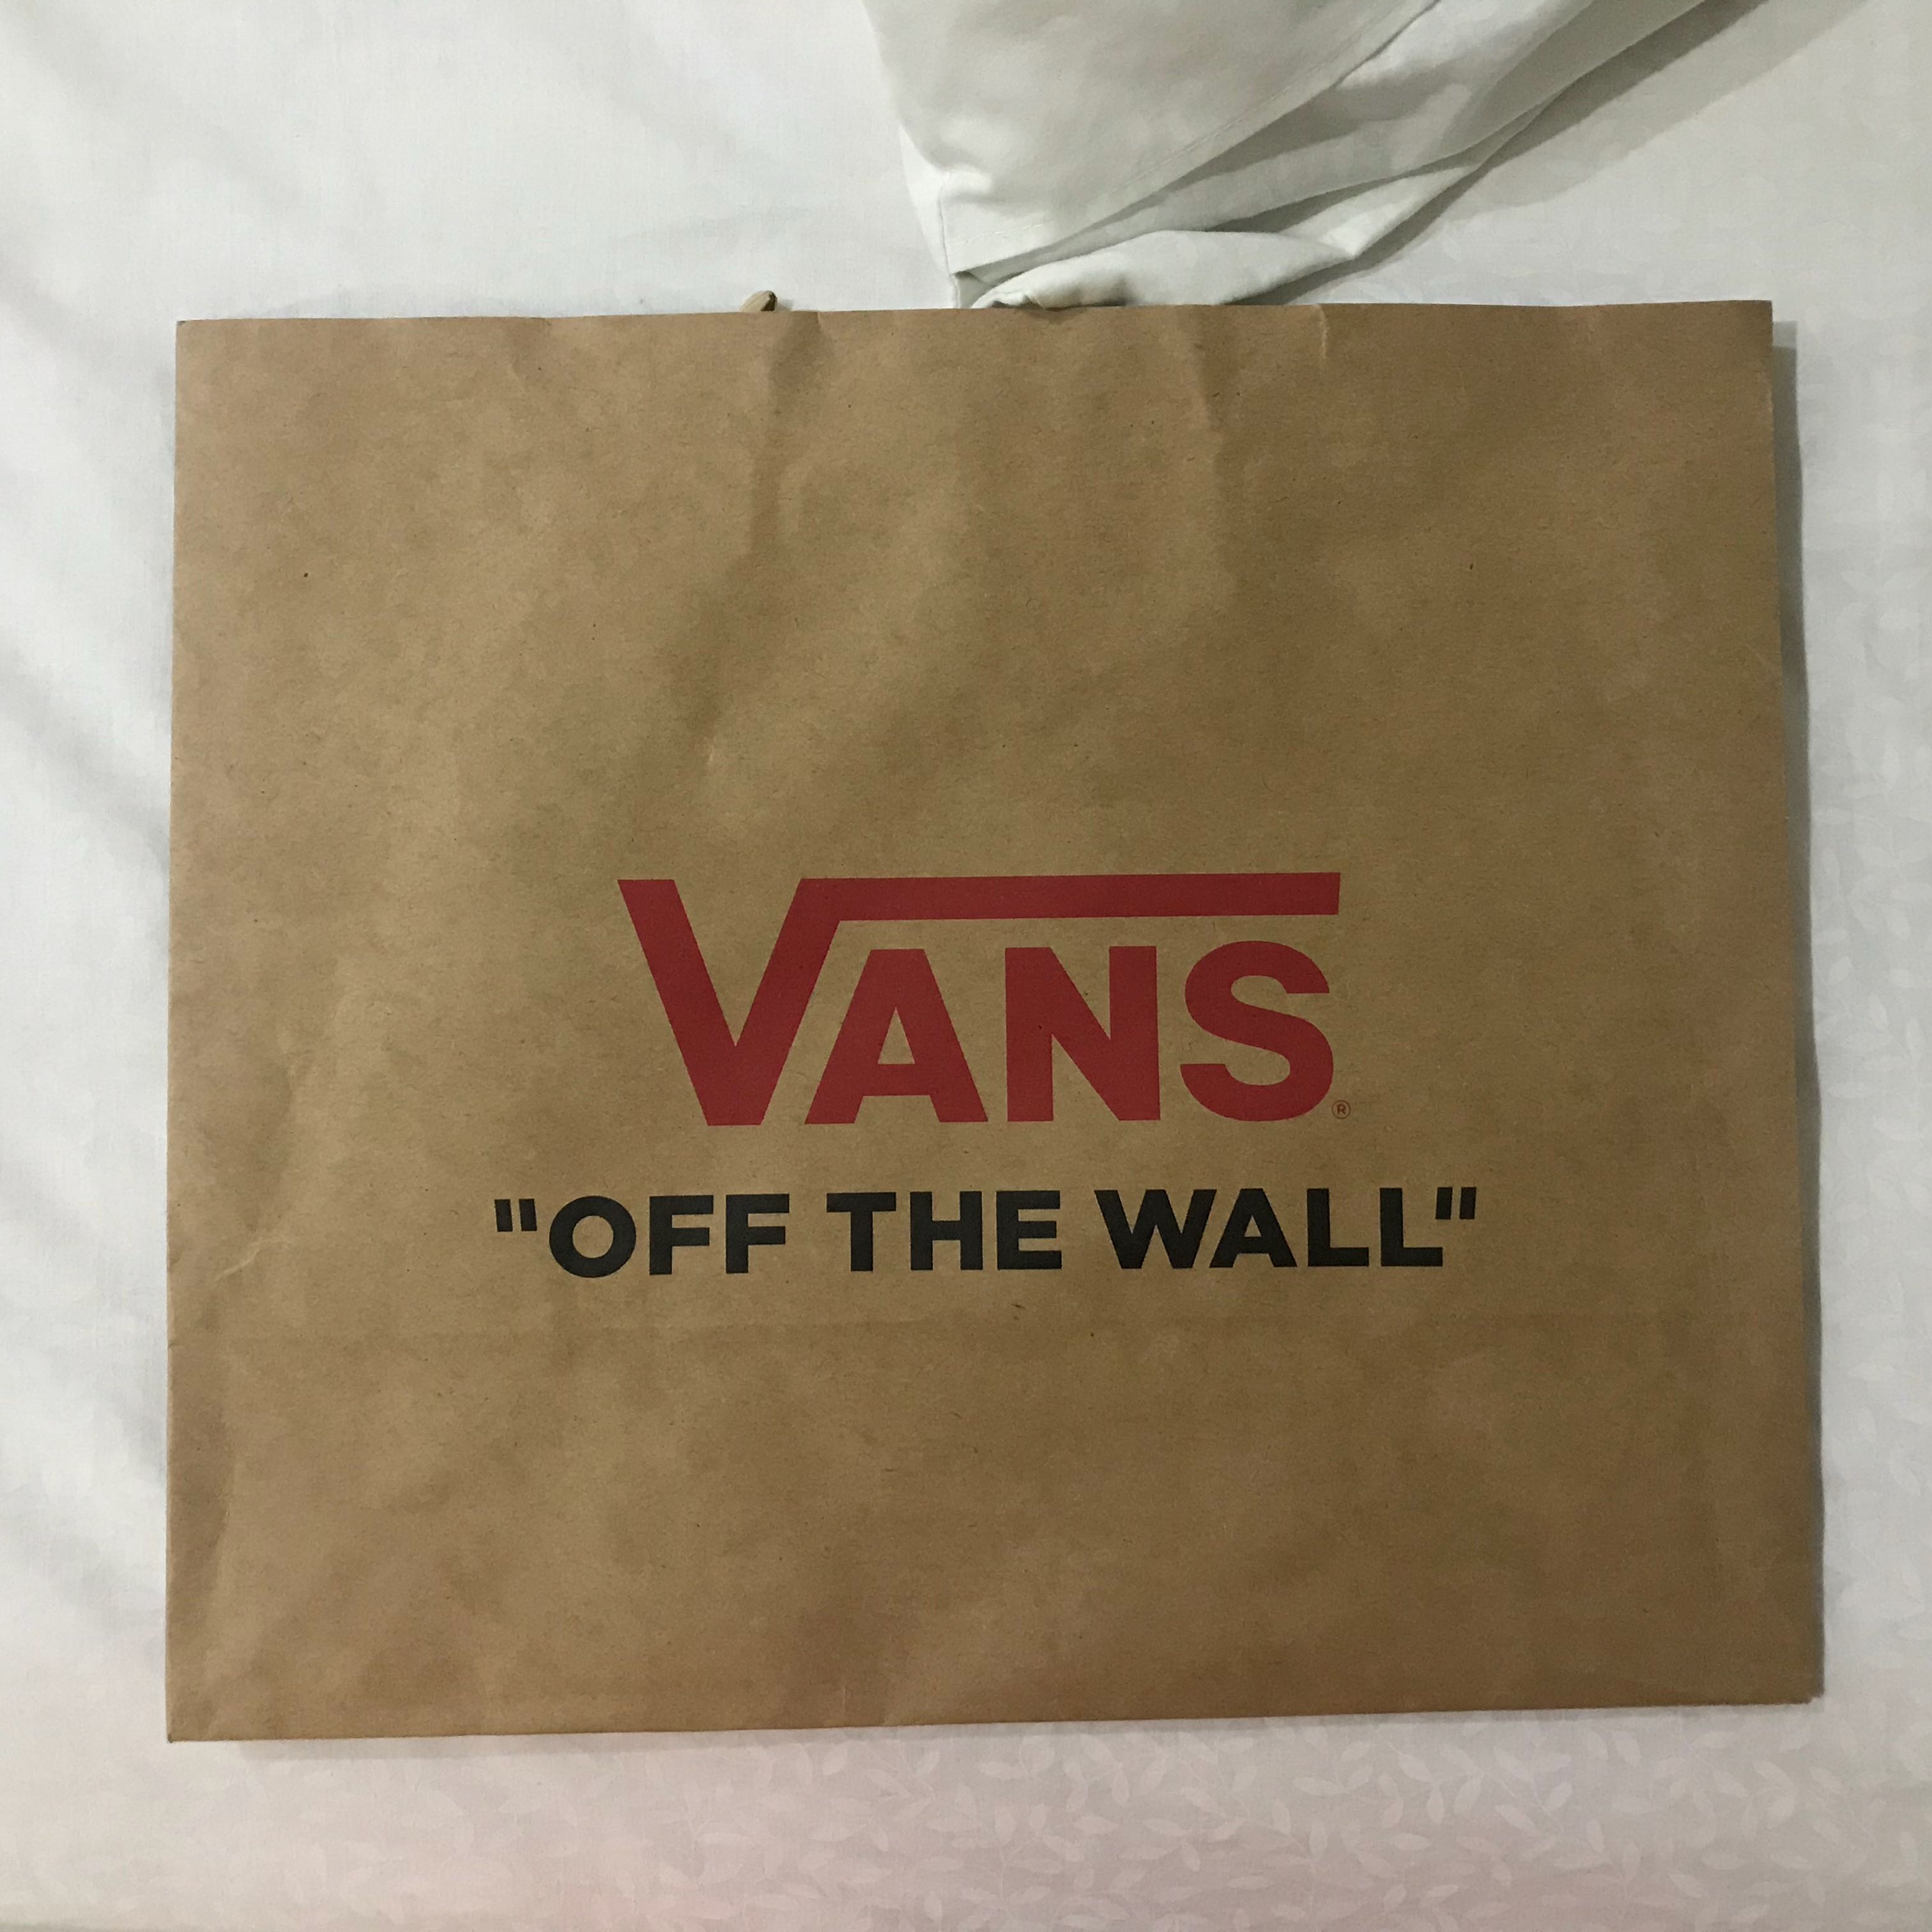 VANS®
"OFF THE WALL"